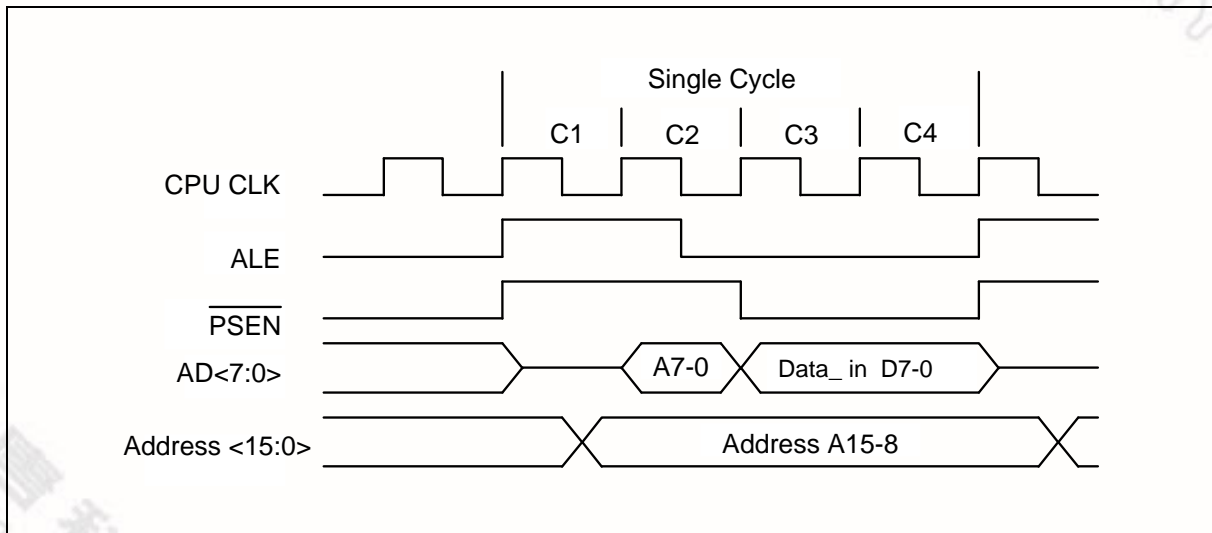 Single Cycle
C1 C2 C3 C4
CPU CLK
ALE
PSEN
AD<7:0> A7-0 Data_ in D7-0
Address <15:0> Address A15-8